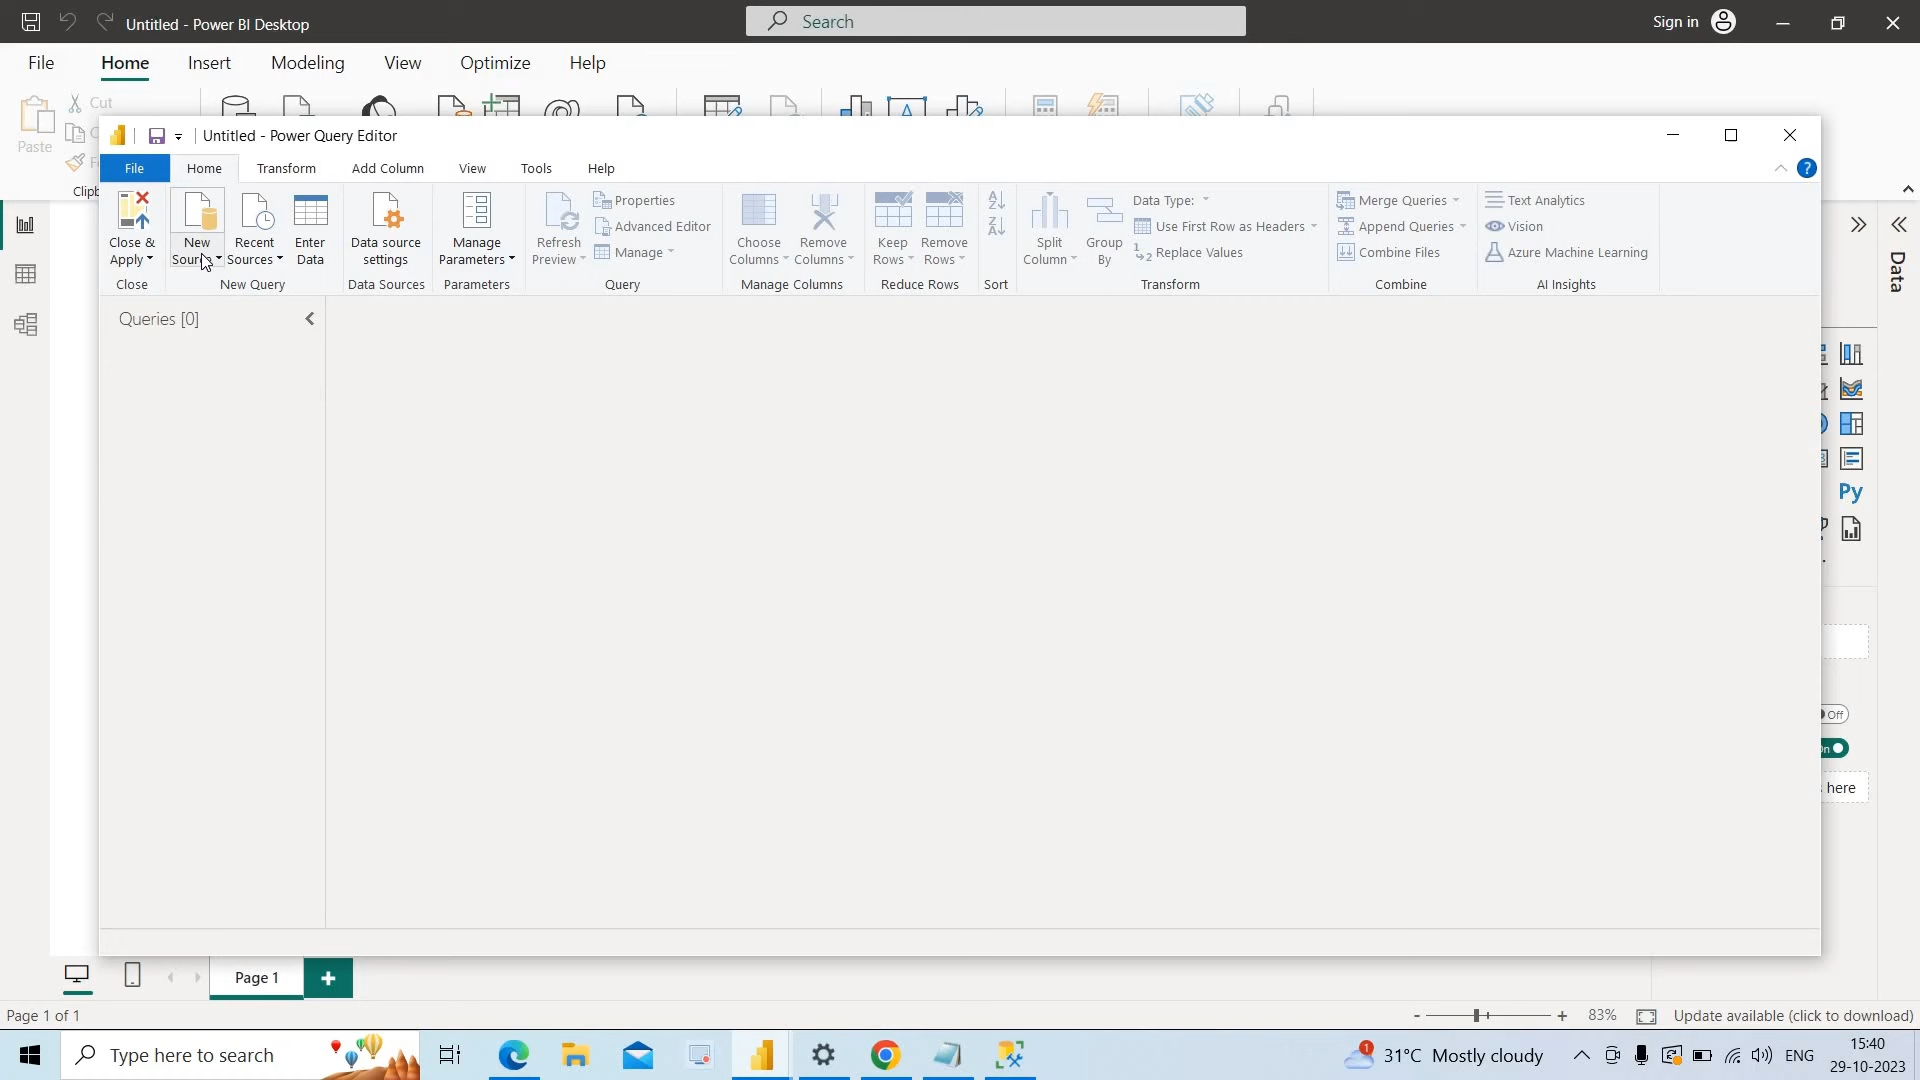 Untitled - Power BI Desktop
Search
Sign in
File Home Insert Modeling View Optimize Help
Cut
Paste
Untitled - Power Query Editor
File Home Transform Add Column View Tools Help
Close & Apply
New Source
Recent Sources
Enter Data
Data source settings
Manage Parameters
Refresh Preview
Properties
Advanced Editor
Manage
Choose Columns
Remove Columns
Keep Rows
Remove Rows
A Z
Z A
Split Column
Group By
Data Type:
Use First Row as Headers
1 2 Replace Values
Merge Queries
Append Queries
Combine Files
Text Analytics
Vision
Azure Machine Learning
Close
New Query
Data Sources
Parameters
Query
Manage Columns
Reduce Rows
Sort
Transform
Combine
AI Insights
Queries [0]
Data
Py
Off
here
Page 1
Page 1 of 1
83%
Update available (click to download)
Type here to search
1
31°C Mostly cloudy
ENG
15:40
29-10-2023